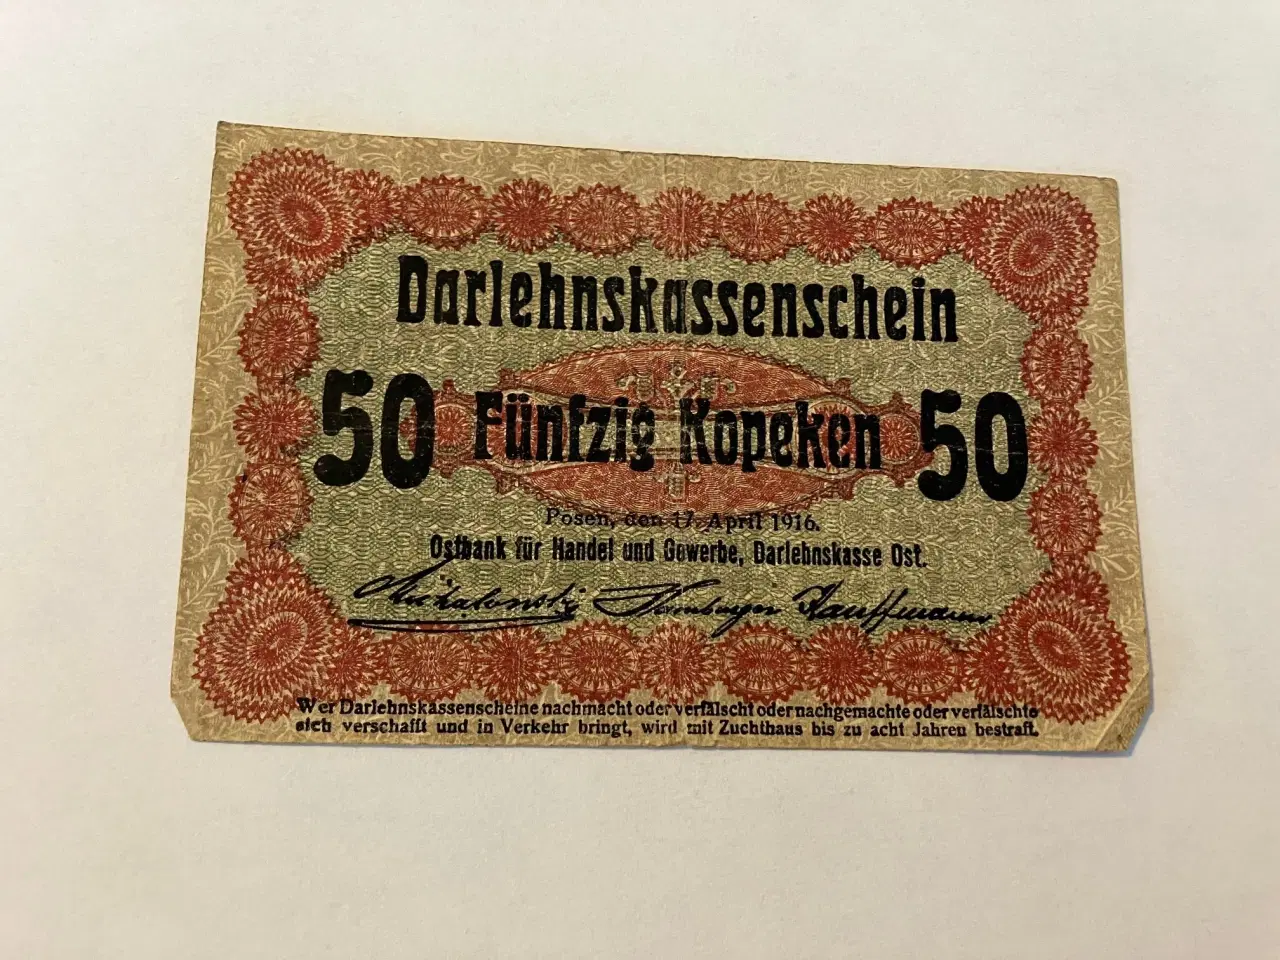 Darlehnskassenschein
50 Fünfzig Kopeken 50
Posen, den 17. April 1916.
Ostbank für Handel und Gewerbe, Darlehnskasse Ost.
Hamburger Kauffmann
Wer Darlehnskassenscheine nachmacht oder verfälscht oder nachgemachte oder verfälschte
sich verschafft und in Verkehr bringt, wird mit Zuchthaus bis zu acht Jahren bestraft.